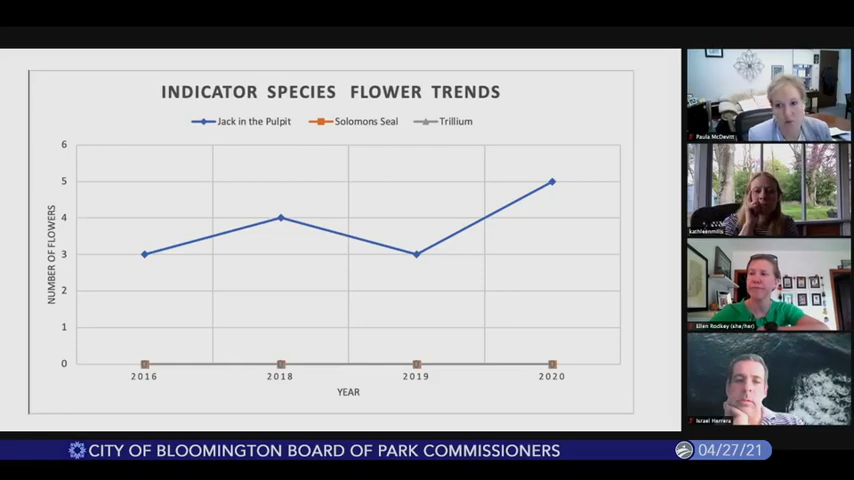 INDICATOR SPECIES FLOWER TRENDS
Jack in the Pulpit Solomons Seal Trillium
NUMBER OF FLOWERS
6
5
4
3
2
1
0
2016 2018 2019 2020
YEAR
Paula McDevitt
kathleenmills
Ellen Rodkey (she/her)
Israel Herrera
CITY OF BLOOMINGTON BOARD OF PARK COMMISSIONERS
04/27/21